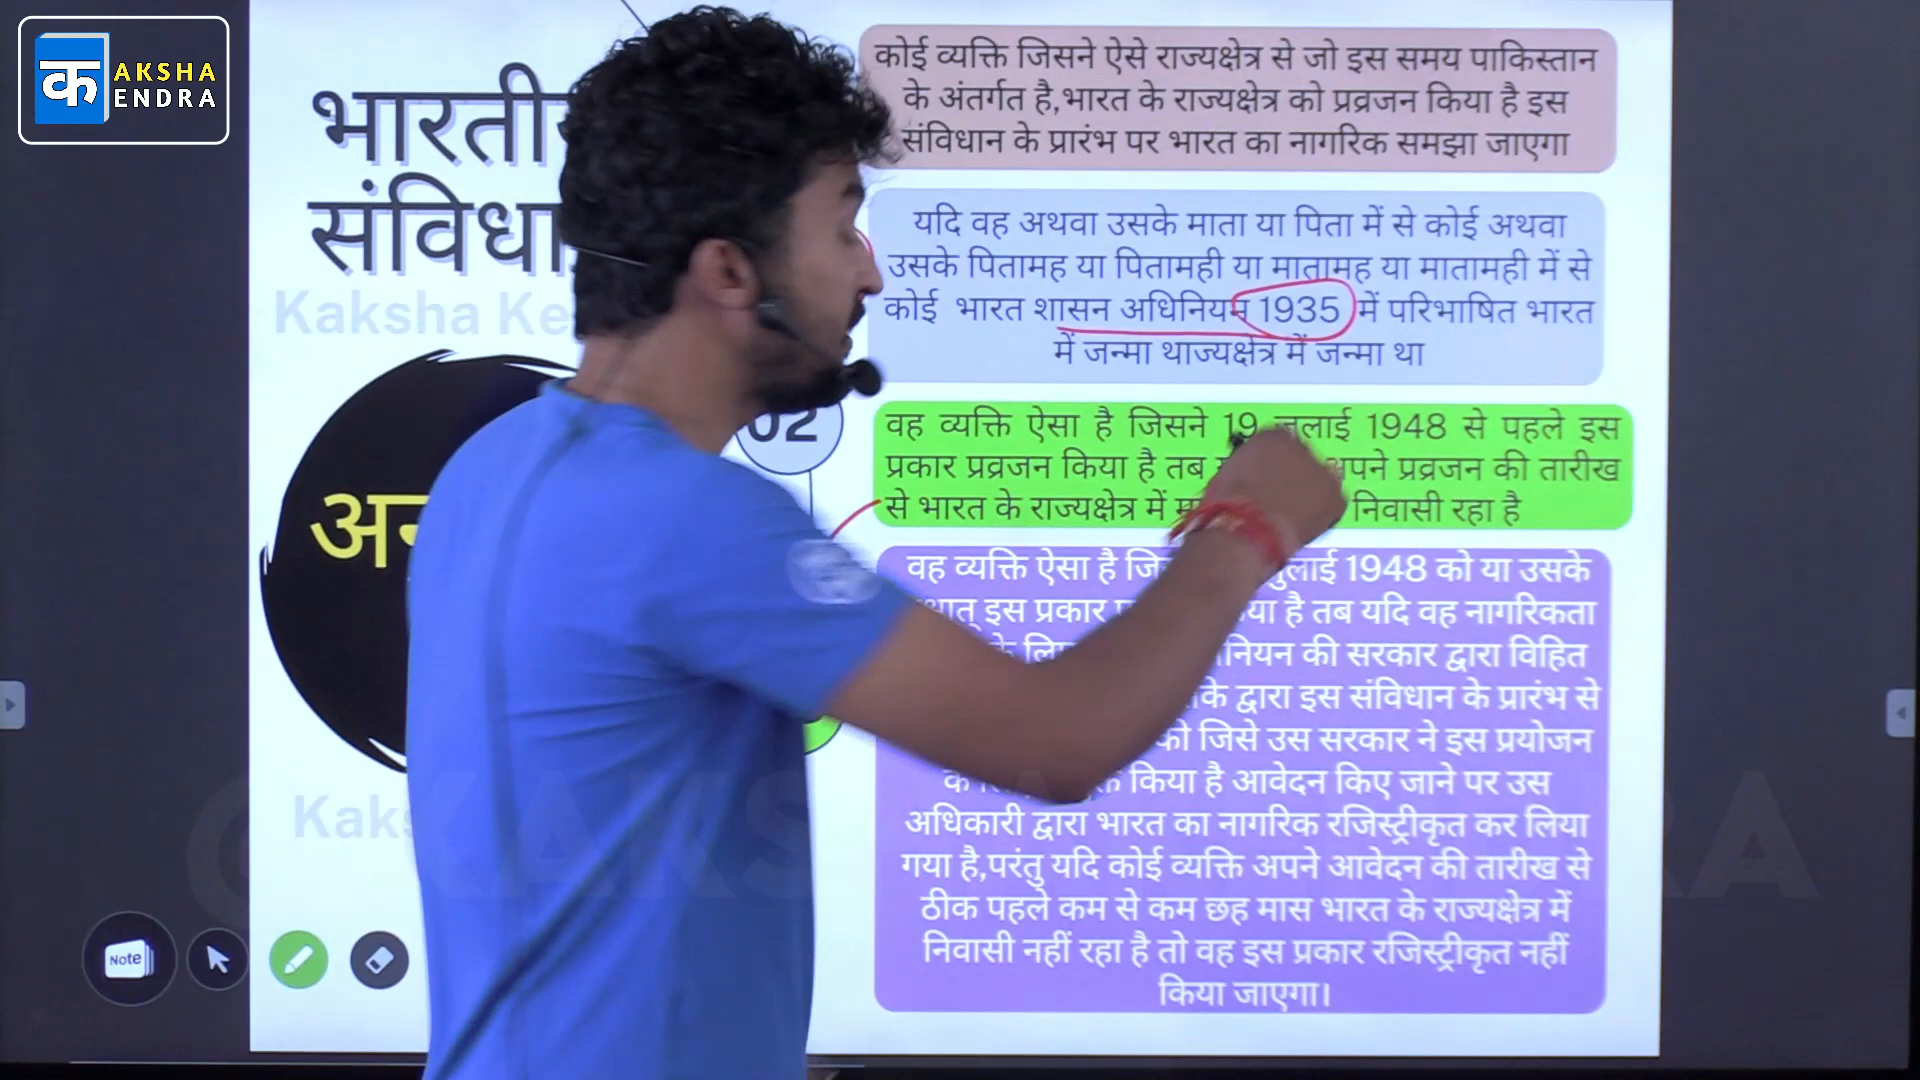 क AKSHA
ENDRA
भारतीय
संविधा
Kaksha Ke
02
Note
कोई व्यक्ति जिसने ऐसे राज्यक्षेत्र से जो इस समय पाकिस्तान
के अंतर्गत है,भारत के राज्यक्षेत्र को प्रव्रजन किया है इस
संविधान के प्रारंभ पर भारत का नागरिक समझा जाएगा
यदि वह अथवा उसके माता या पिता में से कोई अथवा
उसके पितामह या पितामही या मातामह या मातामही में से
कोई भारत शासन अधिनियम 1935 में परिभाषित भारत
में जन्मा थाज्यक्षेत्र में जन्मा था
वह व्यक्ति ऐसा है जिसने 19 जुलाई 1948 से पहले इस
प्रकार प्रव्रजन किया है तब अपने प्रव्रजन की तारीख
से भारत के राज्यक्षेत्र में निवासी रहा है
वह व्यक्ति ऐसा है जुलाई 1948 को या उसके
इस प्रकार है तब यदि वह नागरिकता
की सरकार द्वारा विहित
द्वारा इस संविधान के प्रारंभ से
को जिसे उस सरकार ने इस प्रयोजन
किया है आवेदन किए जाने पर उस
अधिकारी द्वारा भारत का नागरिक रजिस्ट्रीकृत कर लिया
गया है,परंतु यदि कोई व्यक्ति अपने आवेदन की तारीख से
ठीक पहले कम से कम छह मास भारत के राज्यक्षेत्र में
निवासी नहीं रहा है तो वह इस प्रकार रजिस्ट्रीकृत नहीं
किया जाएगा।